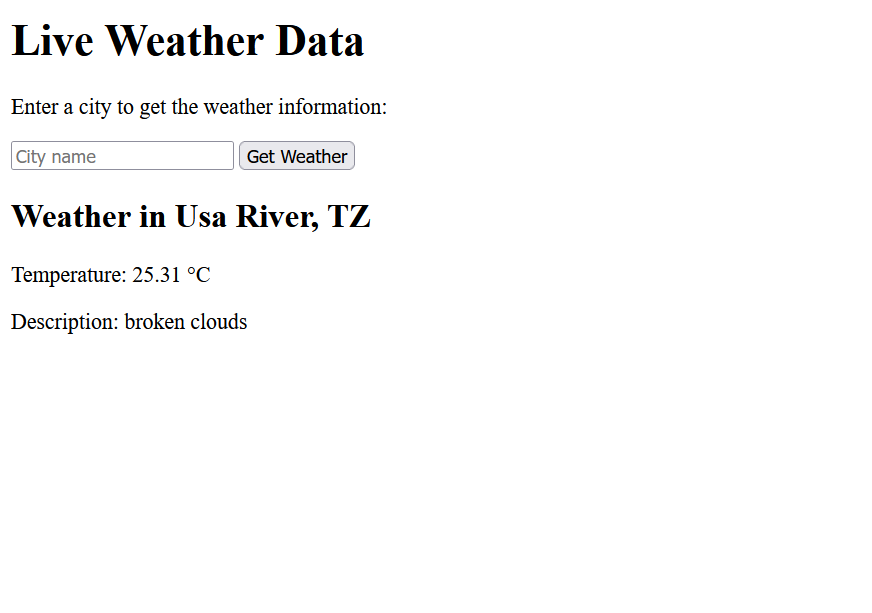 Live Weather Data
Enter a city to get the weather information:
City name Get Weather
Weather in Usa River, TZ
Temperature: 25.31 °C
Description: broken clouds